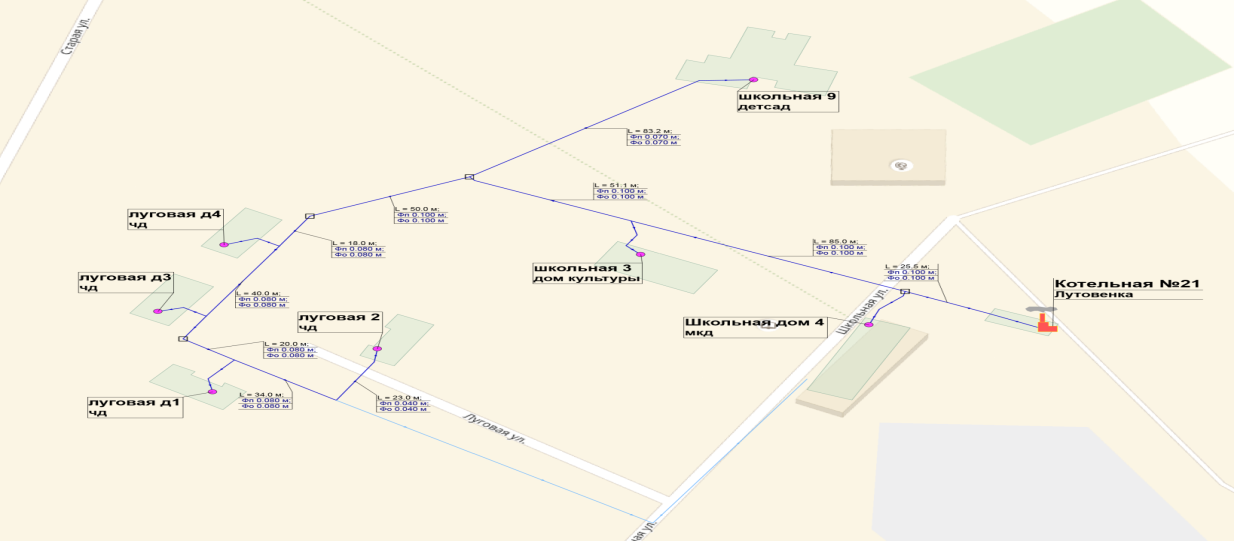 Старая ул.
школьная 9
детсад
L = 83.2 м;
Фп 0.070 м;
Фо 0.070 м
L = 51.1 м;
Фп 0.100 м;
Фо 0.100 м
L = 50.0 м;
Фп 0.100 м;
Фо 0.100 м
луговая д4
чд
L = 18.0 м;
Фп 0.080 м;
Фо 0.080 м
L = 85.0 м;
Фп 0.100 м;
Фо 0.100 м
школьная 3
дом культуры
L = 25.5 м;
Фп 0.100 м;
Фо 0.100 м
Котельная №21
Лутовенка
луговая д3
чд
L = 40.0 м;
Фп 0.080 м;
Фо 0.080 м
луговая 2
чд
Школьная дом 4
мкд
Школьная ул.
L = 20.0 м;
Фп 0.080 м;
Фо 0.080 м
луговая д1
чд
L = 34.0 м;
Фп 0.080 м;
Фо 0.080 м
L = 23.0 м;
Фп 0.040 м;
Фо 0.040 м
Луговая ул.
ная ул.